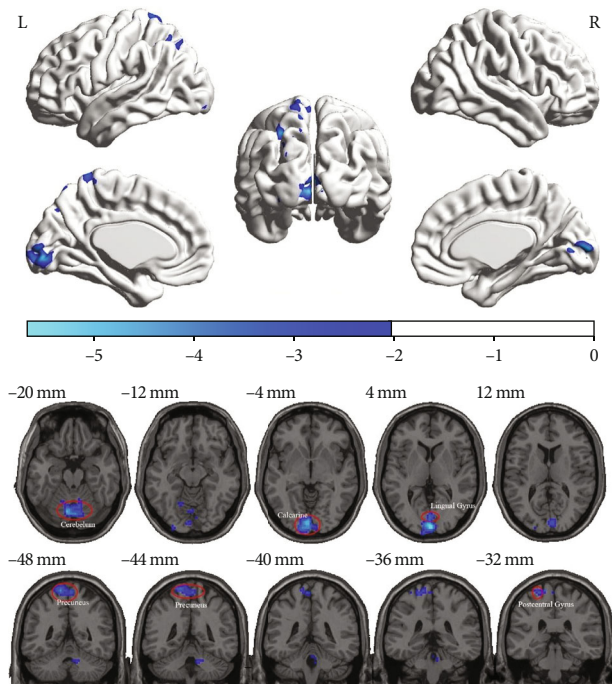 L
R
–5
–4
–3
–2
–1
0
–20 mm
–12 mm
–4 mm
4 mm
12 mm
Cerebelum
Calcarine
Lingual Gyrus
–48 mm
–44 mm
–40 mm
–36 mm
–32 mm
Precuneus
Precuneus
Postcentral Gyrus